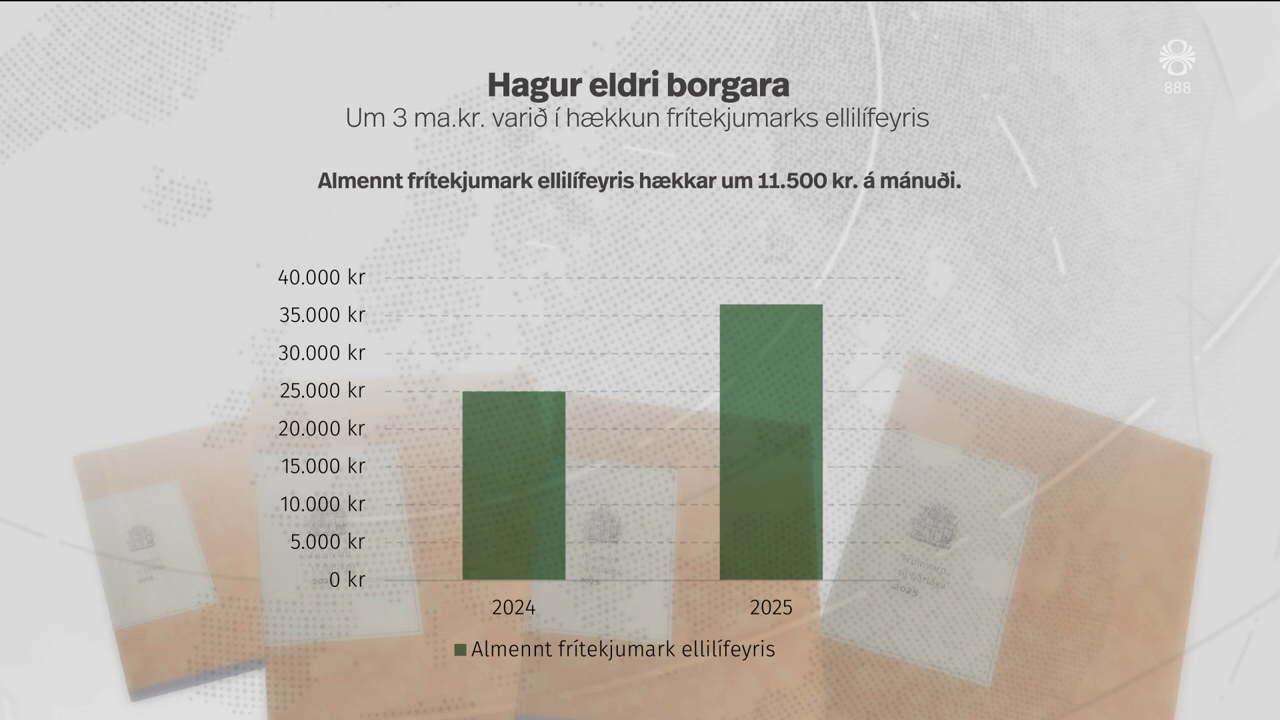 888
Hagur eldri borgara
Um 3 ma.kr. varið í hækkun frítekjumarks ellilífeyris
Almennt frítekjumark ellilífeyris hækkar um 11.500 kr. á mánuði.
40.000 kr
35.000 kr
30.000 kr
25.000 kr
20.000 kr
15.000 kr
10.000 kr
5.000 kr
0 kr
2024
2025
Almennt frítekjumark ellilífeyris
2025